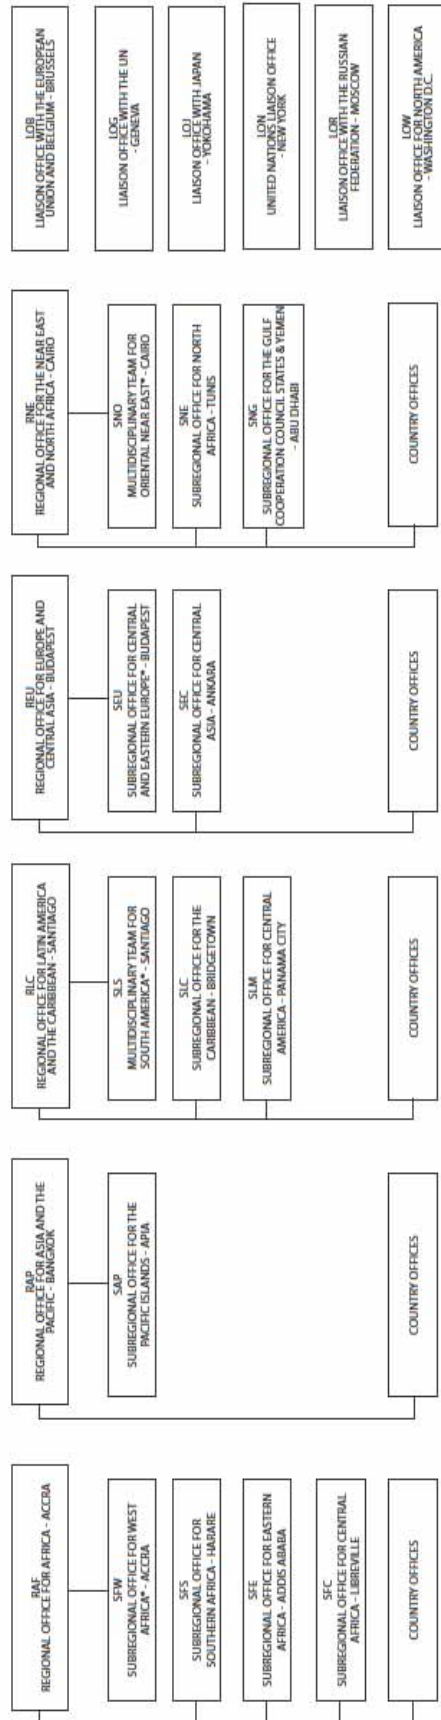 RAF
REGIONAL OFFICE FOR AFRICA - ACCRA
SFW
SUBREGIONAL OFFICE FOR WEST
AFRICA* - ACCRA
SFS
SUBREGIONAL OFFICE FOR
SOUTHERN AFRICA - HARARE
SFE
SUBREGIONAL OFFICE FOR EASTERN
AFRICA - ADDIS ABABA
SFC
SUBREGIONAL OFFICE FOR CENTRAL
AFRICA - LIBREVILLE
COUNTRY OFFICES
RAP
REGIONAL OFFICE FOR ASIA AND THE
PACIFIC - BANGKOK
SAP
SUBREGIONAL OFFICE FOR THE
PACIFIC ISLANDS - APIA
COUNTRY OFFICES
RLC
REGIONAL OFFICE FOR LATIN AMERICA
AND THE CARIBBEAN - SANTIAGO
SLS
MULTIDISCIPLINARY TEAM FOR
SOUTH AMERICA* - SANTIAGO
SLC
SUBREGIONAL OFFICE FOR THE
CARIBBEAN - BRIDGETOWN
SLM
SUBREGIONAL OFFICE FOR CENTRAL
AMERICA - PANAMA CITY
COUNTRY OFFICES
REU
REGIONAL OFFICE FOR EUROPE AND
CENTRAL ASIA - BUDAPEST
SEU
SUBREGIONAL OFFICE FOR CENTRAL
AND EASTERN EUROPE* - BUDAPEST
SEC
SUBREGIONAL OFFICE FOR CENTRAL
ASIA - ANKARA
COUNTRY OFFICES
RNE
REGIONAL OFFICE FOR THE NEAR EAST
AND NORTH AFRICA - CAIRO
SNO
MULTIDISCIPLINARY TEAM FOR
ORIENTAL NEAR EAST* - CAIRO
SNE
SUBREGIONAL OFFICE FOR NORTH
AFRICA - TUNIS
SNG
SUBREGIONAL OFFICE FOR THE GULF
COOPERATION COUNCIL STATES & YEMEN
- ABU DHABI
COUNTRY OFFICES
LOB
LIAISON OFFICE WITH THE EUROPEAN
UNION AND BELGIUM - BRUSSELS
LOG
LIAISON OFFICE WITH THE UN
- GENEVA
LOJ
LIAISON OFFICE WITH JAPAN
- YOKOHAMA
LON
UNITED NATIONS LIAISON OFFICE
- NEW YORK
LOR
LIAISON OFFICE WITH THE RUSSIAN
FEDERATION - MOSCOW
LOW
LIAISON OFFICE FOR NORTH AMERICA
- WASHINGTON D.C.